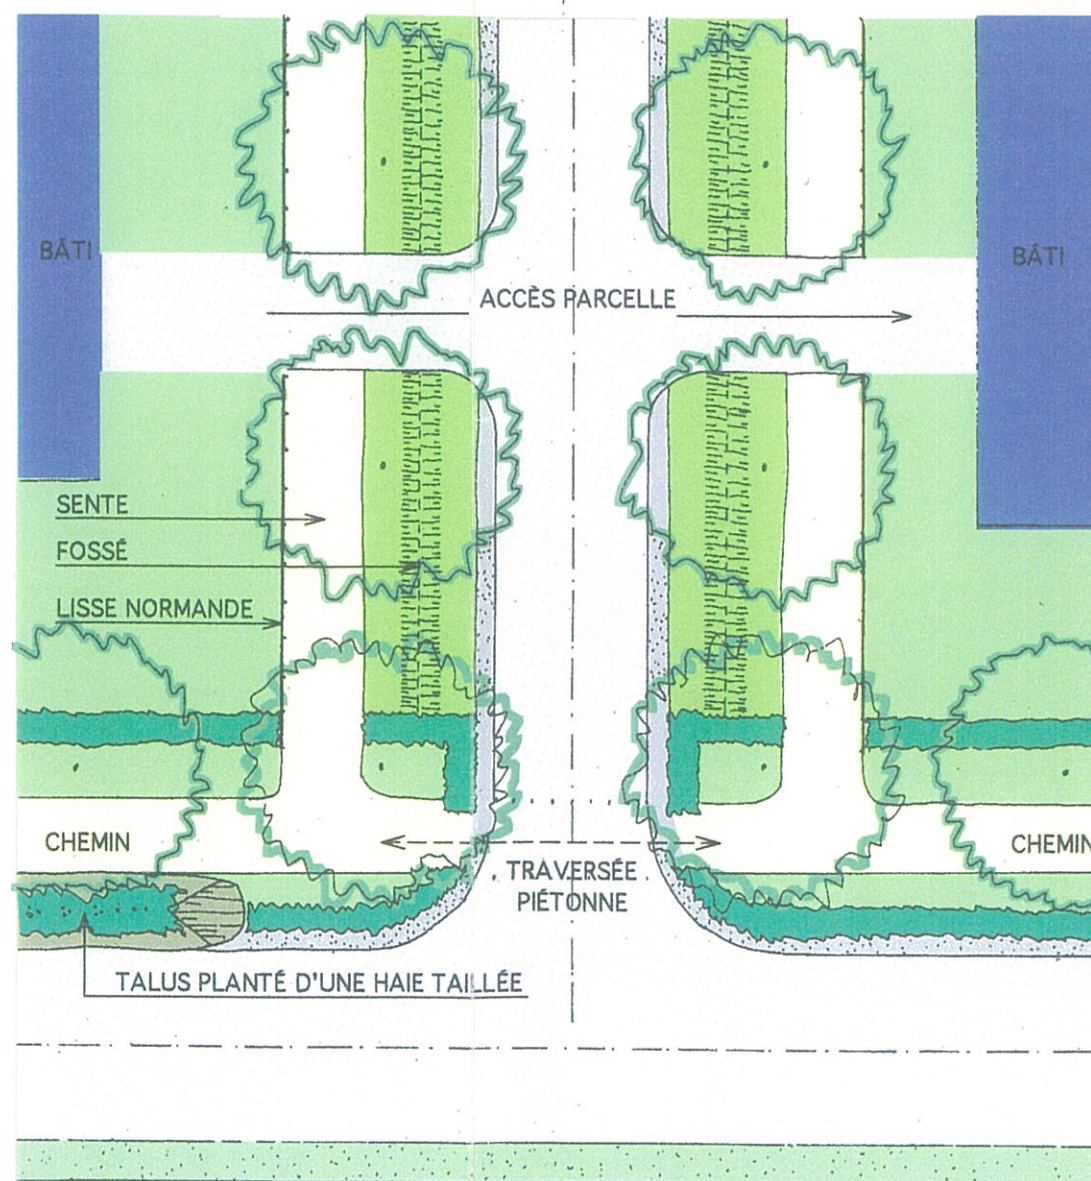 BÂTI
BÂTI
ACCÈS PARCELLE
SENTE
FOSSÉ
LISSE NORMANDE
CHEMIN
CHEMIN
TRAVERSÉE
PIÉTONNE
TALUS PLANTÉ D'UNE HAIE TAILLÉE